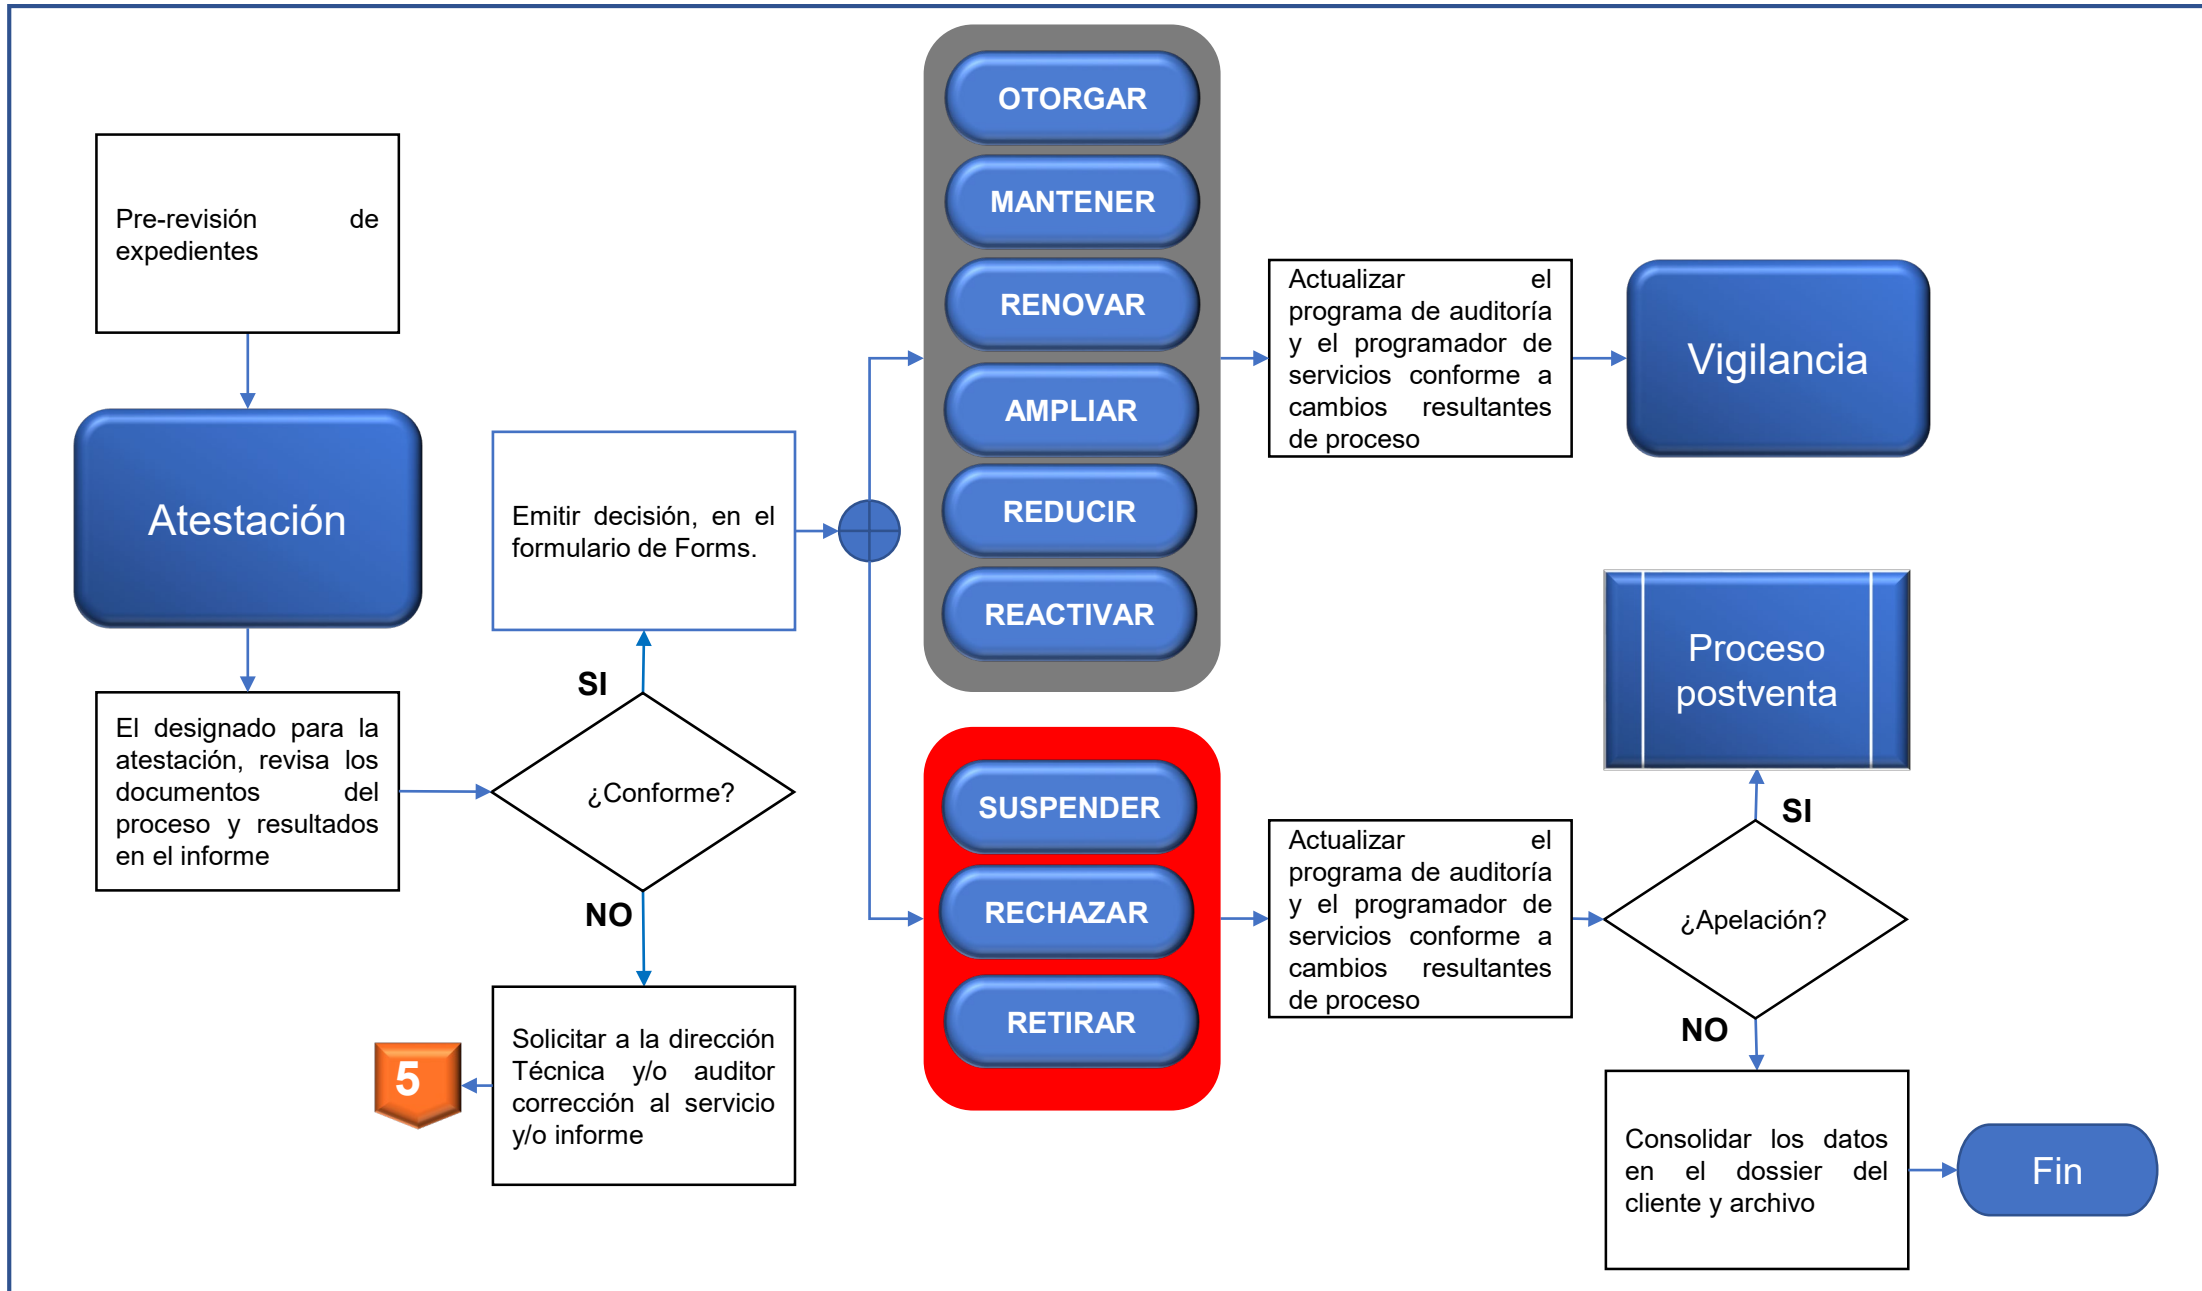 Pre-revisión de
expedientes
Atestación
El designado para la
atestación, revisa los
documentos del
proceso y resultados
en el informe
¿Conforme?
SI
Emitir decisión, en el
formulario de Forms.
NO
Solicitar a la dirección
Técnica y/o auditor
corrección al servicio
y/o informe
5
OTORGAR
MANTENER
RENOVAR
AMPLIAR
REDUCIR
REACTIVAR
Actualizar el
programa de auditoría
y el programador de
servicios conforme a
cambios resultantes
de proceso
Vigilancia
SUSPENDER
RECHAZAR
RETIRAR
Actualizar el
programa de auditoría
y el programador de
servicios conforme a
cambios resultantes
de proceso
¿Apelación?
SI
Proceso
postventa
NO
Consolidar los datos
en el dossier del
cliente y archivo
Fin